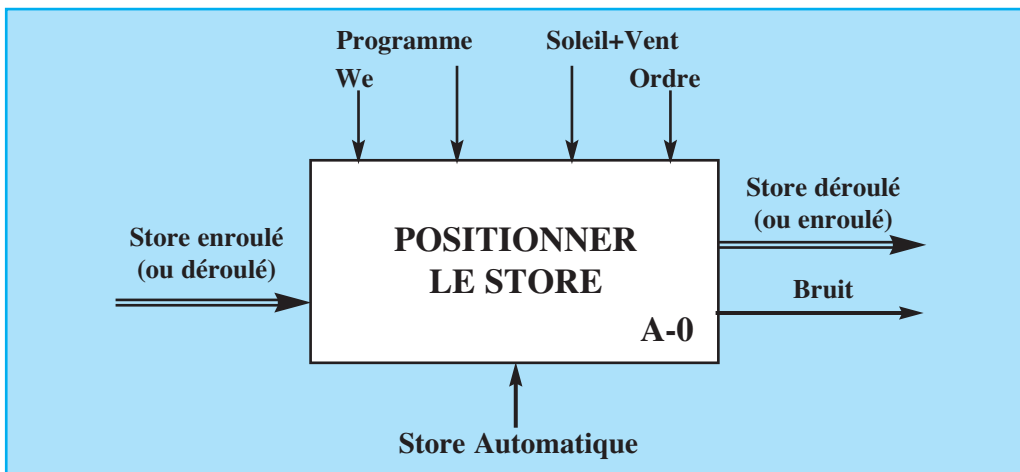 Programme Soleil+Vent
We Ordre
Store enroulé
(ou déroulé)
POSITIONNER
LE STORE
A-0
Store déroulé
(ou enroulé)
Bruit
Store Automatique